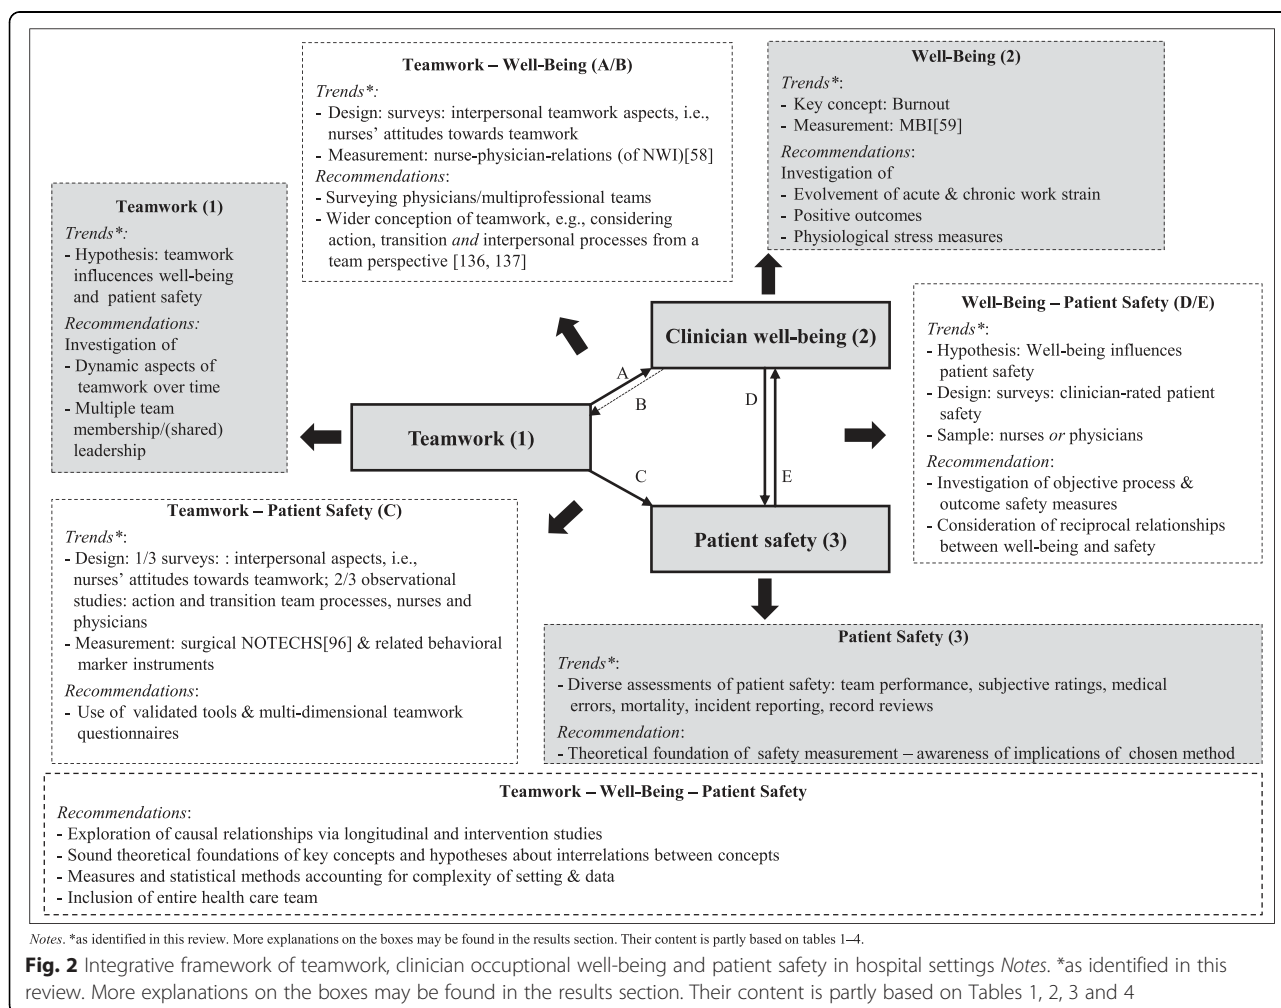 Teamwork – Well-Being (A/B)
Trends*:
- Design: surveys: interpersonal teamwork aspects, i.e.,
nurses’ attitudes towards teamwork
- Measurement: nurse-physician-relations (of NWI)[58]
Recommendations:
- Surveying physicians/multiprofessional teams
- Wider conception of teamwork, e.g., considering
action, transition and interpersonal processes from a
team perspective [136, 137]
Well-Being (2)
Trends*:
- Key concept: Burnout
- Measurement: MBI[59]
Recommendations:
Investigation of
- Evolvement of acute & chronic work strain
- Positive outcomes
- Physiological stress measures
Teamwork (1)
Trends*:
- Hypothesis: teamwork
influcences well-being
and patient safety
Recommendations:
Investigation of
- Dynamic aspects of
teamwork over time
- Multiple team
membership/(shared)
leadership
Clinician well-being (2)
A
B
D
E
C
Teamwork (1)
Patient safety (3)
Well-Being – Patient Safety (D/E)
Trends*:
- Hypothesis: Well-being influences
patient safety
- Design: surveys: clinician-rated patient
safety
- Sample: nurses or physicians
Recommendation:
- Investigation of objective process &
outcome safety measures
- Consideration of reciprocal relationships
between well-being and safety
Teamwork – Patient Safety (C)
Trends*:
- Design: 1/3 surveys: : interpersonal aspects, i.e.,
nurses’ attitudes towards teamwork; 2/3 observational
studies: action and transition team processes, nurses and
physicians
- Measurement: surgical NOTECHS[96] & related behavioral
marker instruments
Recommendations:
- Use of validated tools & multi-dimensional teamwork
questionnaires
Patient Safety (3)
Trends*:
- Diverse assessments of patient safety: team performance, subjective ratings, medical
errors, mortality, incident reporting, record reviews
Recommendation:
- Theoretical foundation of safety measurement – awareness of implications of chosen method
Teamwork – Well-Being – Patient Safety
Recommendations:
- Exploration of causal relationships via longitudinal and intervention studies
- Sound theoretical foundations of key concepts and hypotheses about interrelations between concepts
- Measures and statistical methods accounting for complexity of setting & data
- Inclusion of entire health care team
Notes. *as identified in this review. More explanations on the boxes may be found in the results section. Their content is partly based on tables 1–4.
Fig. 2 Integrative framework of teamwork, clinician occuptional well-being and patient safety in hospital settings Notes. *as identified in this
review. More explanations on the boxes may be found in the results section. Their content is partly based on Tables 1, 2, 3 and 4